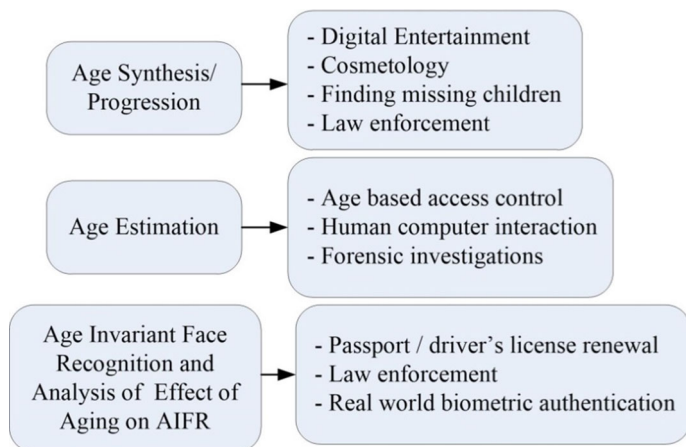 Age Synthesis/
Progression
- Digital Entertainment
- Cosmetology
- Finding missing children
- Law enforcement
Age Estimation
- Age based access control
- Human computer interaction
- Forensic investigations
Age Invariant Face
Recognition and
Analysis of Effect of
Aging on AIFR
- Passport / driver’s license renewal
- Law enforcement
- Real world biometric authentication